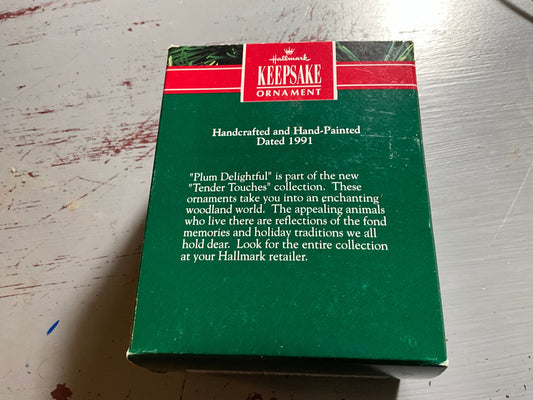 Hallmark
KEEPSAKE
ORNAMENT
Handcrafted and Hand-Painted
Dated 1991
"Plum Delightful" is part of the new
"Tender Touches" collection. These
ornaments take you into an enchanting
woodland world. The appealing animals
who live there are reflections of the fond
memories and holiday traditions we all
hold dear. Look for the entire collection
at your Hallmark retailer.